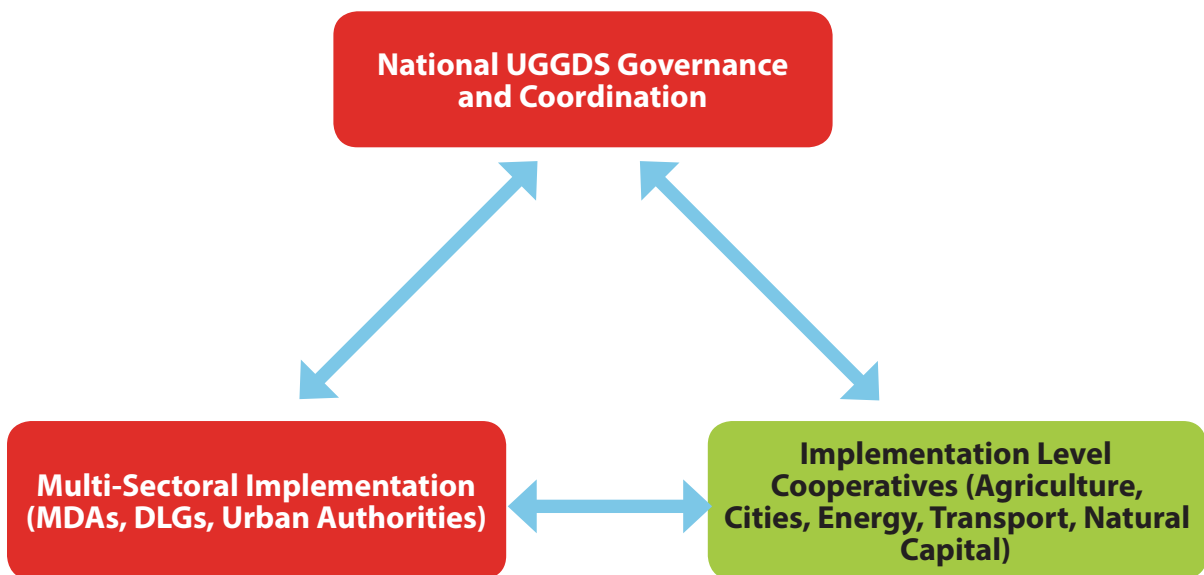 National UGGDS Governance
and Coordination
Multi-Sectoral Implementation
(MDAs, DLGs, Urban Authorities)
Implementation Level
Cooperatives (Agriculture,
Cities, Energy, Transport, Natural
Capital)